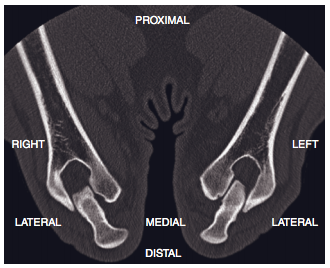 PROXIMAL
RIGHT
LEFT
LATERAL
MEDIAL
LATERAL
DISTAL